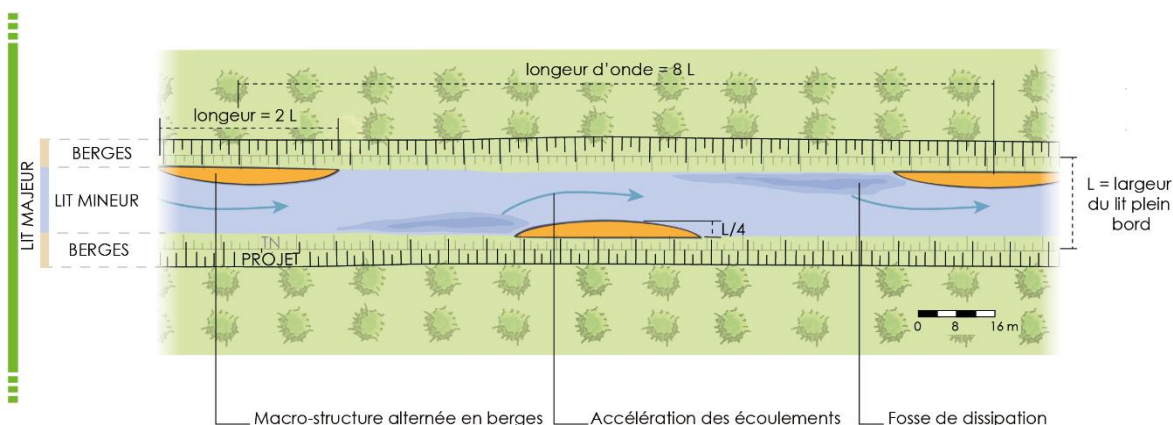 longeur d'onde = 8 L
longeur = 2 L
BERGES
LIT MAJEUR
LIT MINEUR
L = largeur
du lit plein
bord
L/4
BERGES
TN
PROJET
0 8 16 m
Macro-structure alternée en berges
Accélération des écoulements
Fosse de dissipation